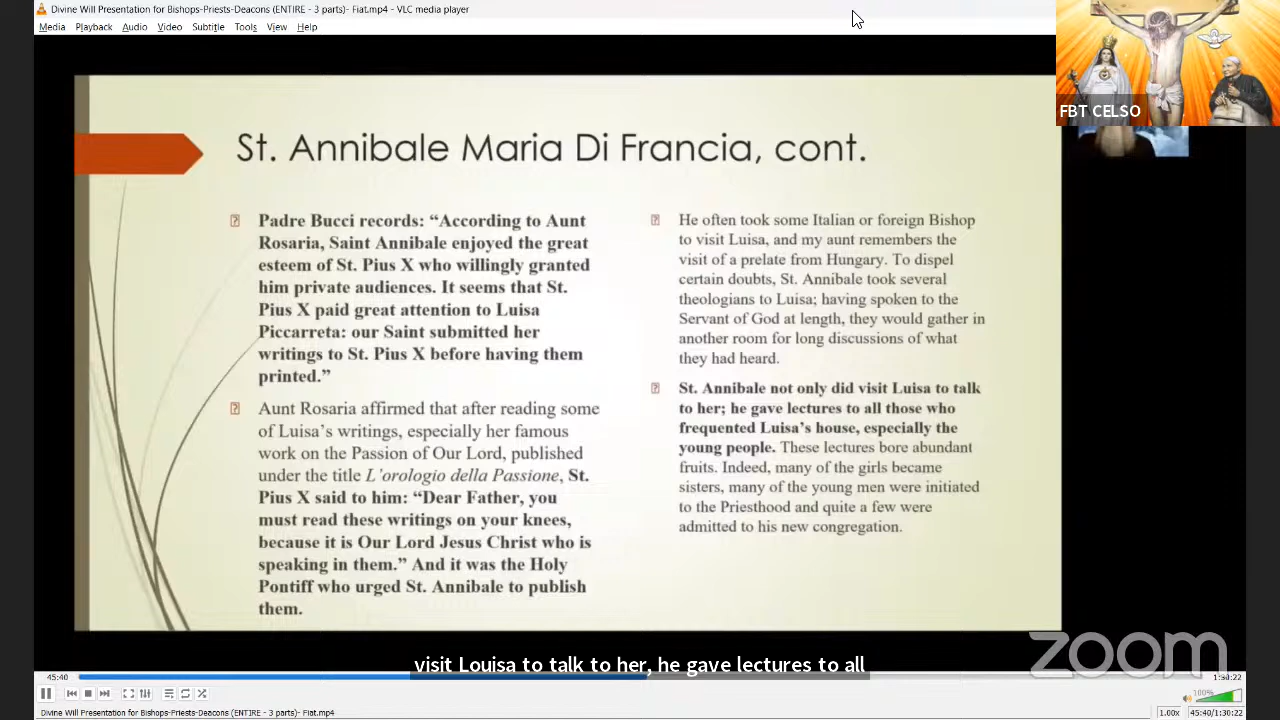 Divine Will Presentation for Bishops-Priests-Deacons (ENTIRE - 3 parts)- Fiat.mp4 - VLC media player
Media Playback Audio Video Subtitle Tools View Help
FBT CELSO
St. Annibale Maria Di Francia, cont.
Padre Bucci records: “According to Aunt
Rosaria, Saint Annibale enjoyed the great
esteem of St. Pius X who willingly granted
him private audiences. It seems that St.
Pius X paid great attention to Luisa
Piccarreta: our Saint submitted her
writings to St. Pius X before having them
printed.”
Aunt Rosaria affirmed that after reading some
of Luisa’s writings, especially her famous
work on the Passion of Our Lord, published
under the title L’orologio della Passione, St.
Pius X said to him: “Dear Father, you
must read these writings on your knees,
because it is Our Lord Jesus Christ who is
speaking in them.” And it was the Holy
Pontiff who urged St. Annibale to publish
them.
He often took some Italian or foreign Bishop
to visit Luisa, and my aunt remembers the
visit of a prelate from Hungary. To dispel
certain doubts, St. Annibale took several
theologians to Luisa; having spoken to the
Servant of God at length, they would gather in
another room for long discussions of what
they had heard.
St. Annibale not only did visit Luisa to talk
to her; he gave lectures to all those who
frequented Luisa’s house, especially the
young people. These lectures bore abundant
fruits. Indeed, many of the girls became
sisters, many of the young men were initiated
to the Priesthood and quite a few were
admitted to his new congregation.
visit Louisa to talk to her, he gave lectures to all
zoom
45:40
1:30:22
100%
Divine Will Presentation for Bishops-Priests-Deacons (ENTIRE - 3 parts)- Fiat.mp4
1.00x 45:40/1:30:22